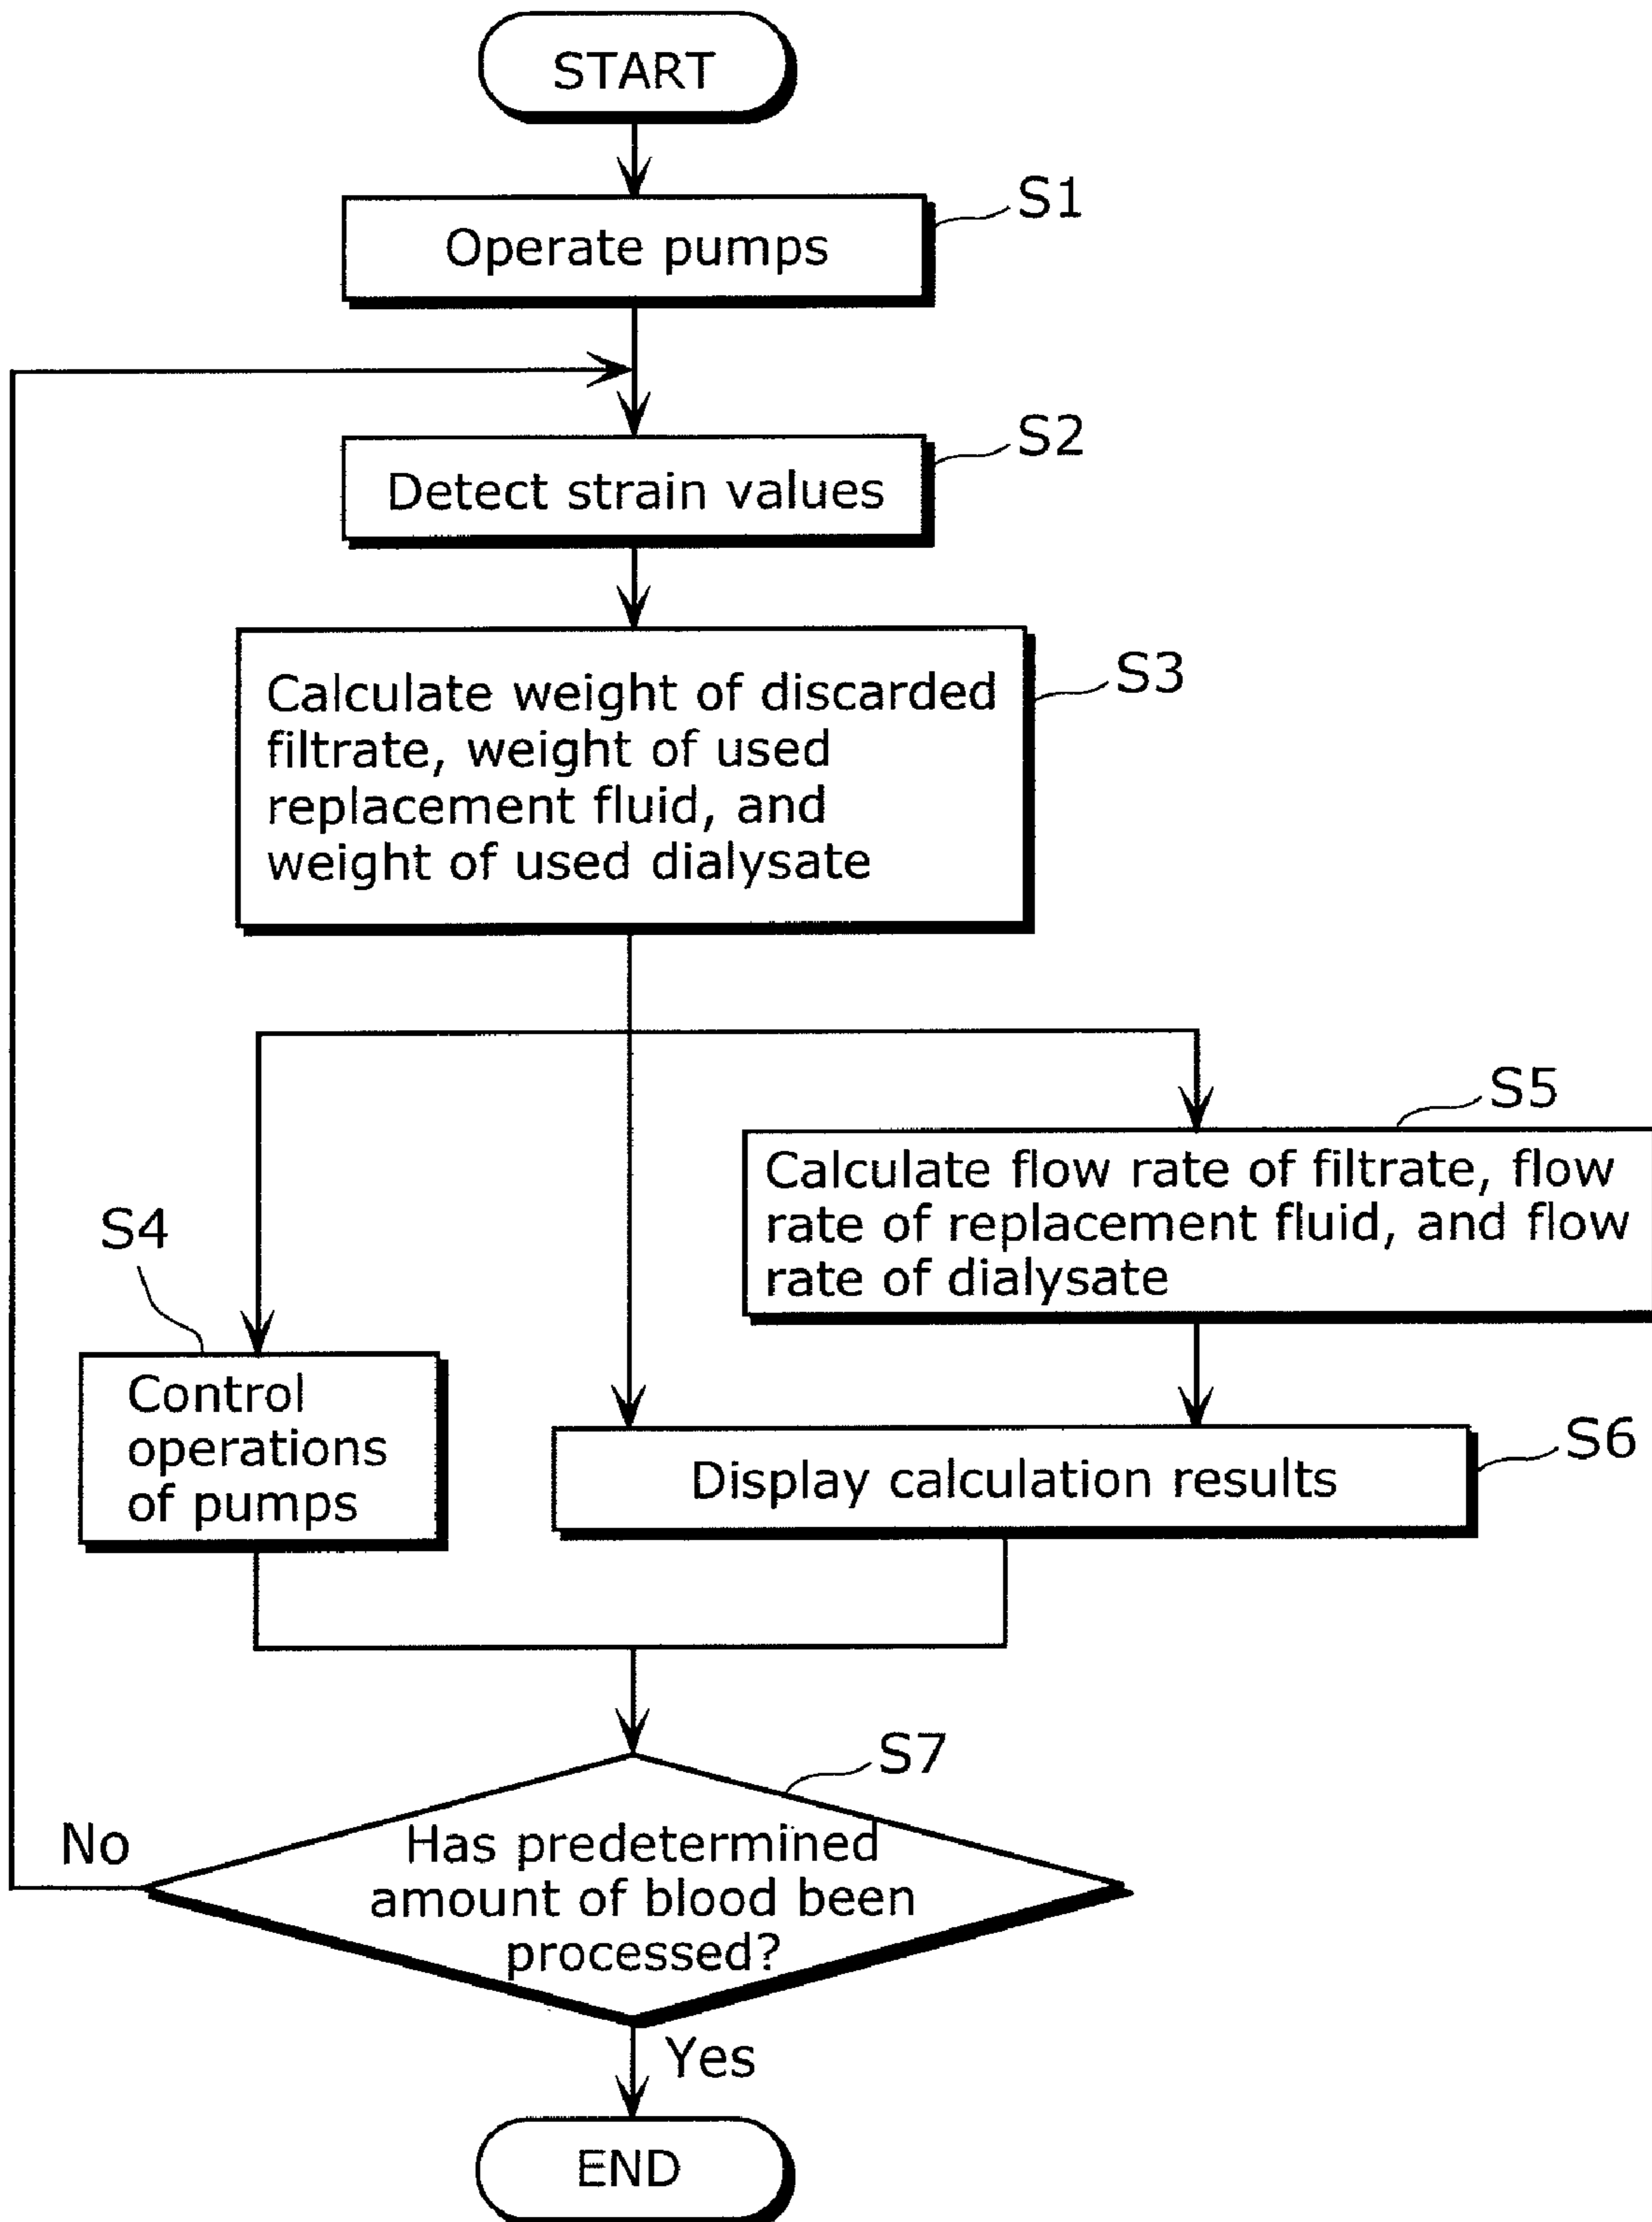 START
S1
Operate pumps
S2
Detect strain values
S3
Calculate weight of discarded
filtrate, weight of used
replacement fluid, and
weight of used dialysate
S5
Calculate flow rate of filtrate, flow
rate of replacement fluid, and flow
rate of dialysate
S4
Control
operations
of pumps
S6
Display calculation results
S7
Has predetermined
amount of blood been
processed?
No
Yes
END